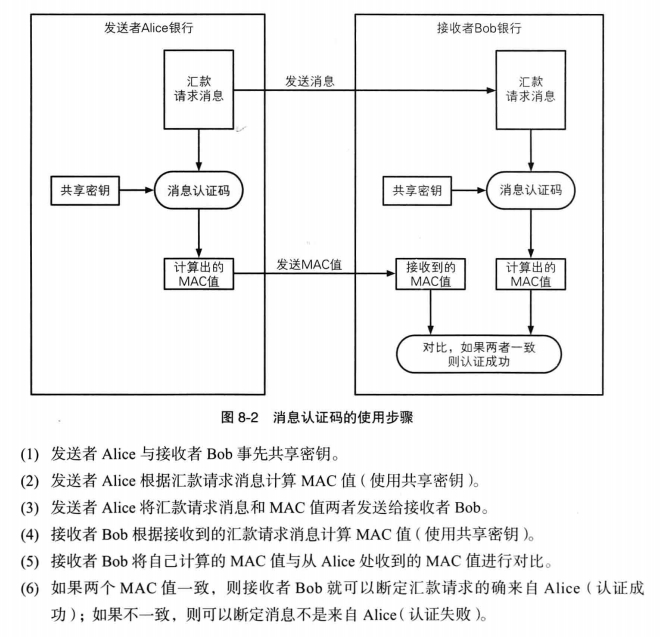 发送者Alice银行
接收者Bob银行
汇款
请求消息
发送消息
汇款
请求消息
共享密钥
消息认证码
共享密钥
消息认证码
计算出的
MAC值
发送MAC值
接收到的
MAC值
计算出的
MAC值
对比，如果两者一致
则认证成功
图 8-2 消息认证码的使用步骤
(1) 发送者 Alice 与接收者 Bob 事先共享密钥。
(2) 发送者 Alice 根据汇款请求消息计算 MAC 值（使用共享密钥）。
(3) 发送者 Alice 将汇款请求消息和 MAC 值两者发送给接收者 Bob。
(4) 接收者 Bob 根据接收到的汇款请求消息计算 MAC 值（使用共享密钥）。
(5) 接收者 Bob 将自己计算的 MAC 值与从 Alice 处收到的 MAC 值进行对比。
(6) 如果两个 MAC 值一致，则接收者 Bob 就可以断定汇款请求的确来自 Alice（认证成
功）；如果不一致，则可以断定消息不是来自 Alice（认证失败）。